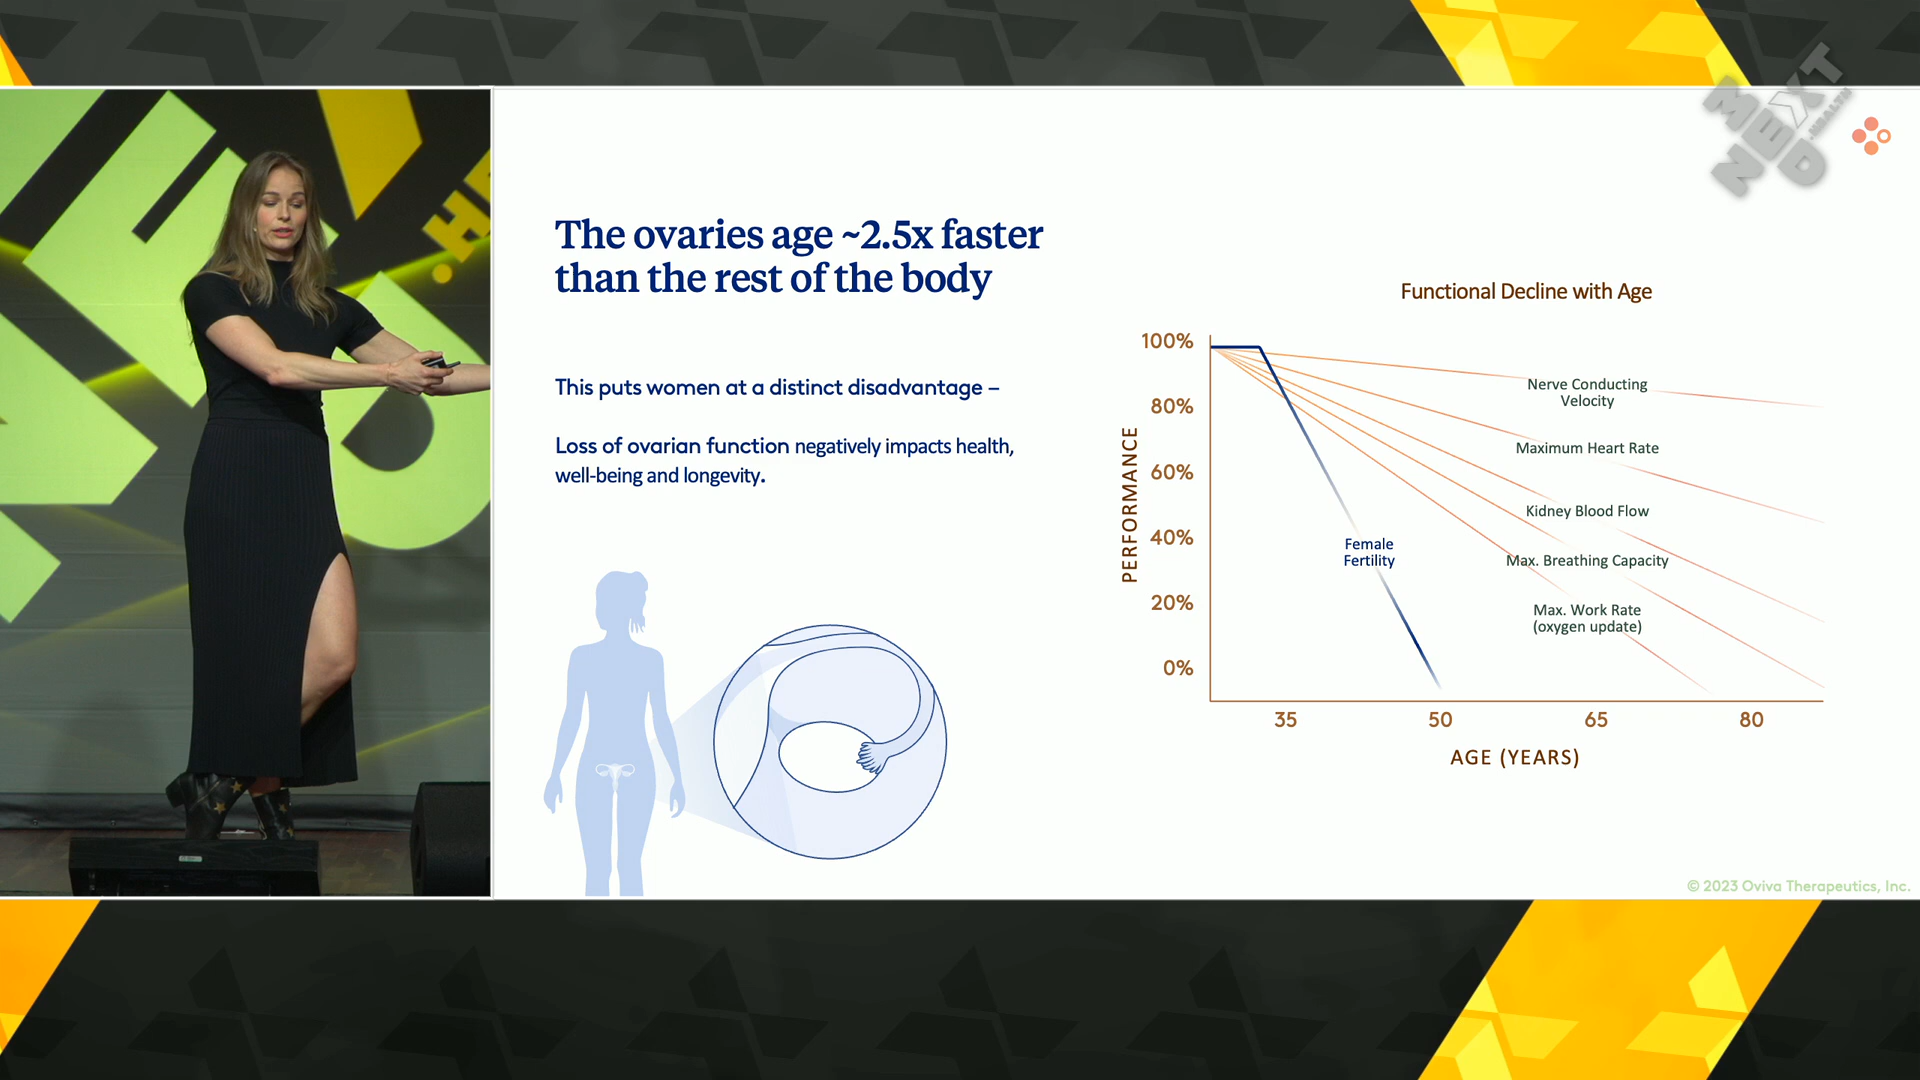 NEXT
MED
.HEALTH
The ovaries age ~2.5x faster
than the rest of the body
This puts women at a distinct disadvantage –
Loss of ovarian function negatively impacts health,
well-being and longevity.
Functional Decline with Age
PERFORMANCE
100%
80%
60%
40%
20%
0%
Nerve Conducting
Velocity
Maximum Heart Rate
Kidney Blood Flow
Max. Breathing Capacity
Max. Work Rate
(oxygen update)
Female
Fertility
35 50 65 80
AGE (YEARS)
© 2023 Oviva Therapeutics, Inc.